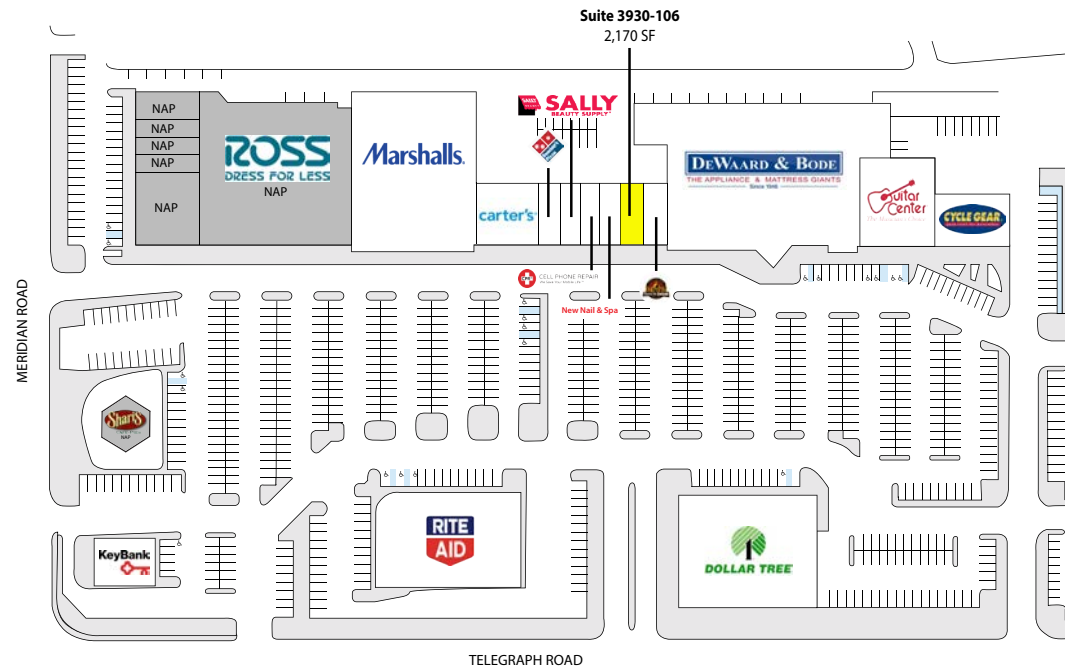 Suite 3930-106
2,170 SF
NAP
NAP
NAP
NAP
NAP
ROSS
DRESS FOR LESS
NAP
Marshalls.
SALLY
BEAUTY SUPPLY
carter's
DEWAARD & BODE
THE APPLIANCE & MATTRESS GIANTS
Since 1946
Guitar
Center
CYCLE GEAR
CELL PHONE REPAIR
New Nail & Spa
MERIDIAN ROAD
Shari's
NAP
KeyBank
RITE
AID
DOLLAR TREE
TELEGRAPH ROAD